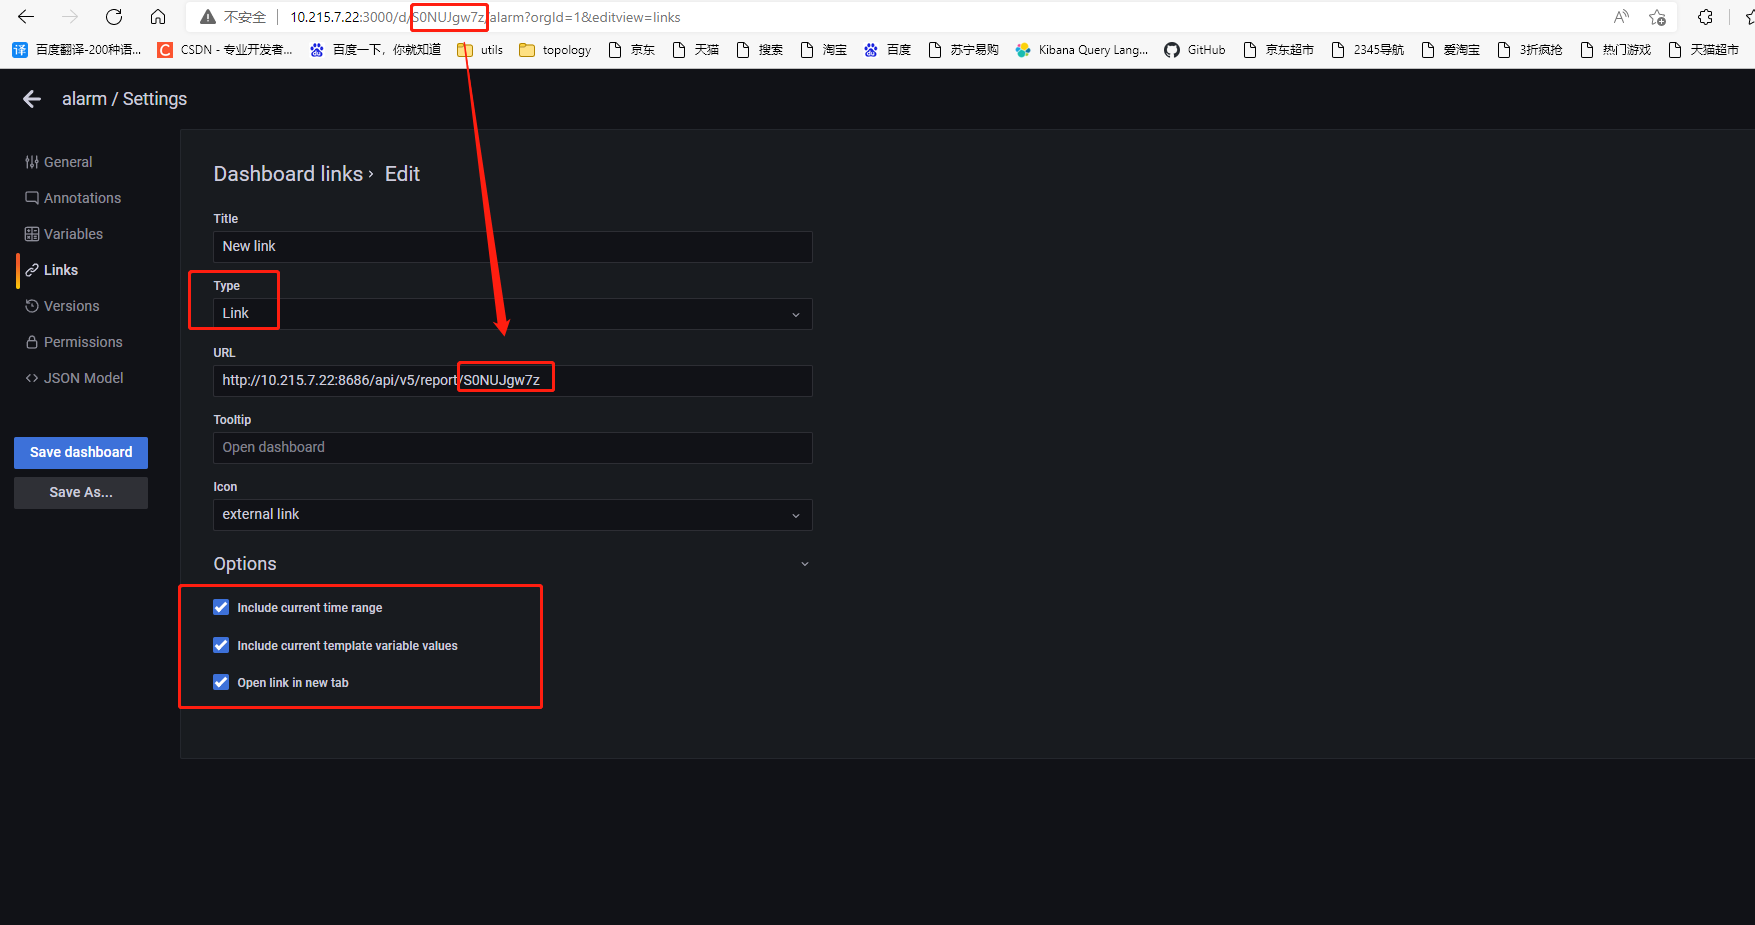 不安全 10.215.7.22:3000/d/S0NUJgw7z/alarm?orgId=1&editview=links
百度翻译-200种语... CSDN - 专业开发者... 百度一下，你就知道 utils topology 京东 天猫 搜索 淘宝 百度 苏宁易购 Kibana Query Lang... GitHub 京东超市 2345导航 爱淘宝 3折疯抢 热门游戏 天猫超市
alarm / Settings
General
Annotations
Variables
Links
Versions
Permissions
JSON Model
Save dashboard
Save As...
Dashboard links › Edit
Title
New link
Type
Link
URL
http://10.215.7.22:8686/api/v5/report/S0NUJgw7z
Tooltip
Open dashboard
Icon
external link
Options
Include current time range
Include current template variable values
Open link in new tab